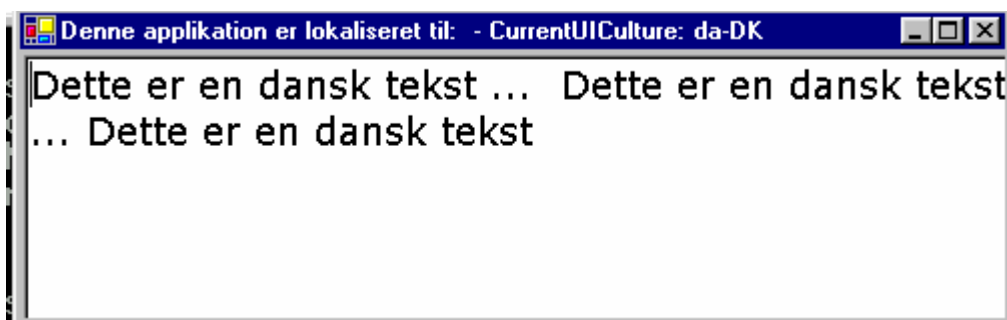 Denne applikation er lokaliseret til:  - CurrentUICulture: da-DK
Dette er en dansk tekst ...  Dette er en dansk tekst
... Dette er en dansk tekst